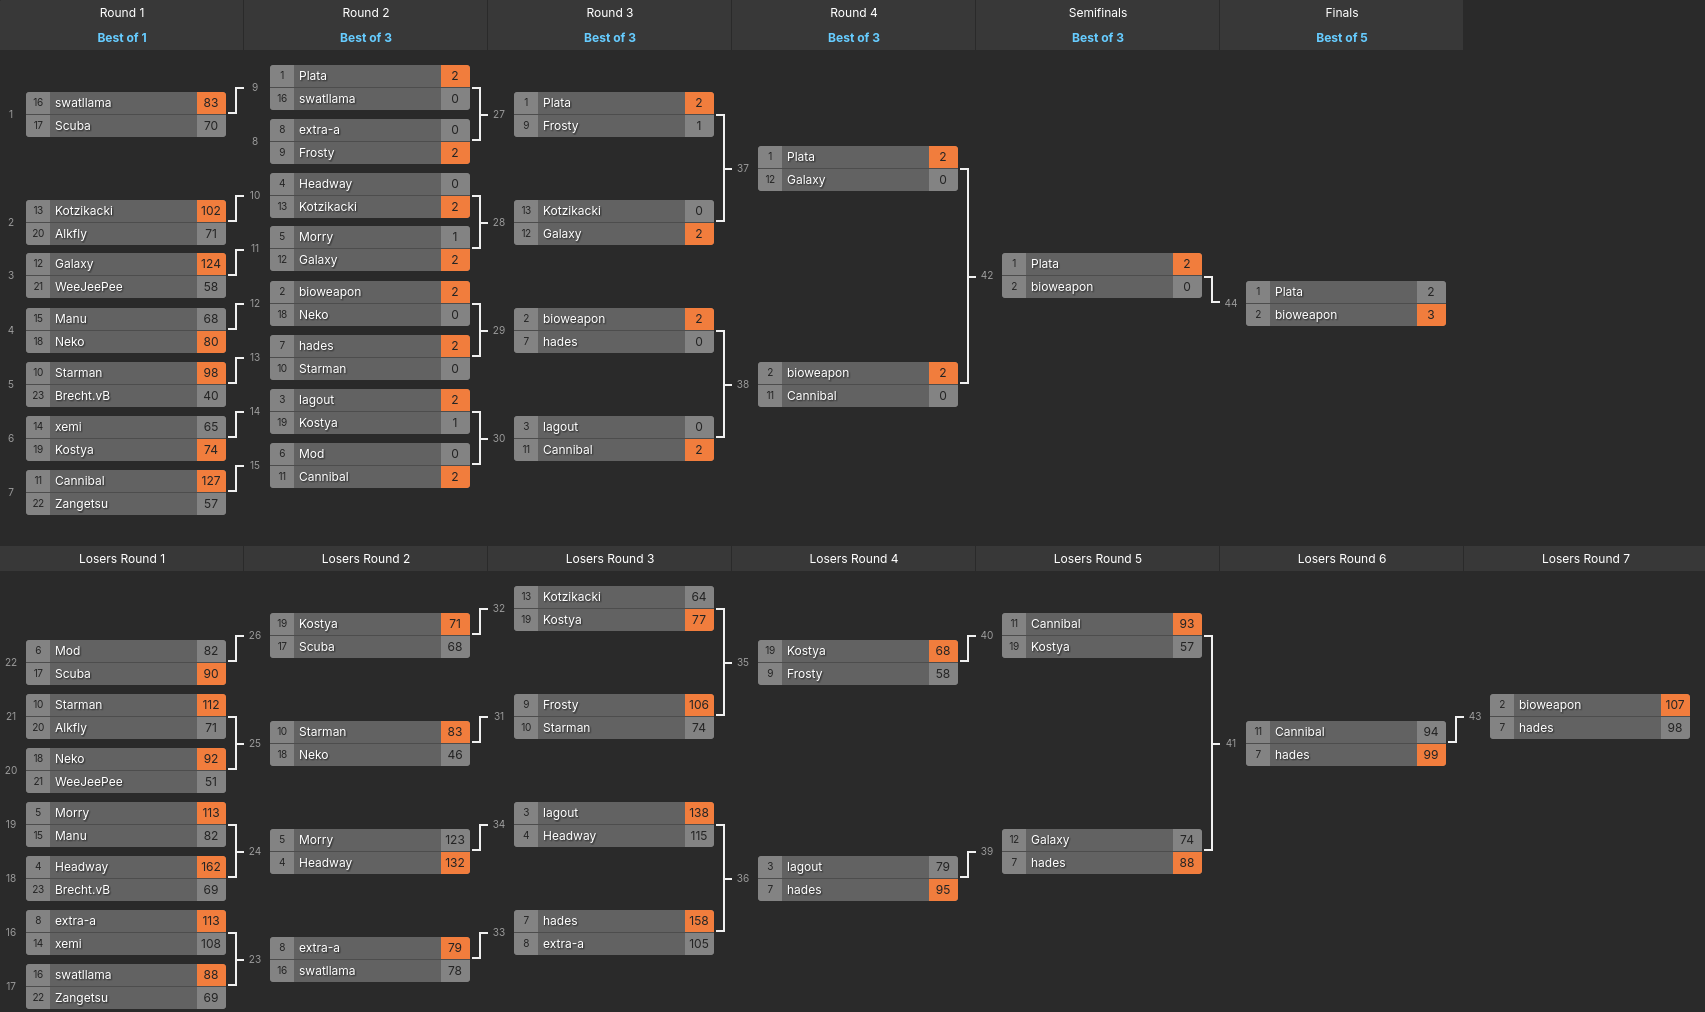 Round 1
Best of 1
Round 2
Best of 3
Round 3
Best of 3
Round 4
Best of 3
Semifinals
Best of 3
Finals
Best of 5
1
16 swatllama 83
17 Scuba 70
2
13 Kotzikacki 102
20 Alkfly 71
3
12 Galaxy 124
21 WeeJeePee 58
4
15 Manu 68
18 Neko 80
5
10 Starman 98
23 Brecht.vB 40
6
14 xemi 65
19 Kostya 74
7
11 Cannibal 127
22 Zangetsu 57
9
1 Plata 2
16 swatllama 0
8
8 extra-a 0
9 Frosty 2
10
4 Headway 0
13 Kotzikacki 2
11
5 Morry 1
12 Galaxy 2
12
2 bioweapon 2
18 Neko 0
13
7 hades 2
10 Starman 0
14
3 lagout 2
19 Kostya 1
15
6 Mod 0
11 Cannibal 2
27
1 Plata 2
9 Frosty 1
28
13 Kotzikacki 0
12 Galaxy 2
29
2 bioweapon 2
7 hades 0
30
3 lagout 0
11 Cannibal 2
37
1 Plata 2
12 Galaxy 0
38
2 bioweapon 2
11 Cannibal 0
42
1 Plata 2
2 bioweapon 0
44
1 Plata 2
2 bioweapon 3
Losers Round 1
Losers Round 2
Losers Round 3
Losers Round 4
Losers Round 5
Losers Round 6
Losers Round 7
22
6 Mod 82
17 Scuba 90
21
10 Starman 112
20 Alkfly 71
20
18 Neko 92
21 WeeJeePee 51
19
5 Morry 113
15 Manu 82
18
4 Headway 162
23 Brecht.vB 69
16
8 extra-a 113
14 xemi 108
17
16 swatllama 88
22 Zangetsu 69
26
19 Kostya 71
17 Scuba 68
25
10 Starman 83
18 Neko 46
24
5 Morry 123
4 Headway 132
23
8 extra-a 79
16 swatllama 78
32
13 Kotzikacki 64
19 Kostya 77
31
9 Frosty 106
10 Starman 74
34
3 lagout 138
4 Headway 115
33
7 hades 158
8 extra-a 105
35
19 Kostya 68
9 Frosty 58
36
3 lagout 79
7 hades 95
40
11 Cannibal 93
19 Kostya 57
39
12 Galaxy 74
7 hades 88
41
11 Cannibal 94
7 hades 99
43
2 bioweapon 107
7 hades 98